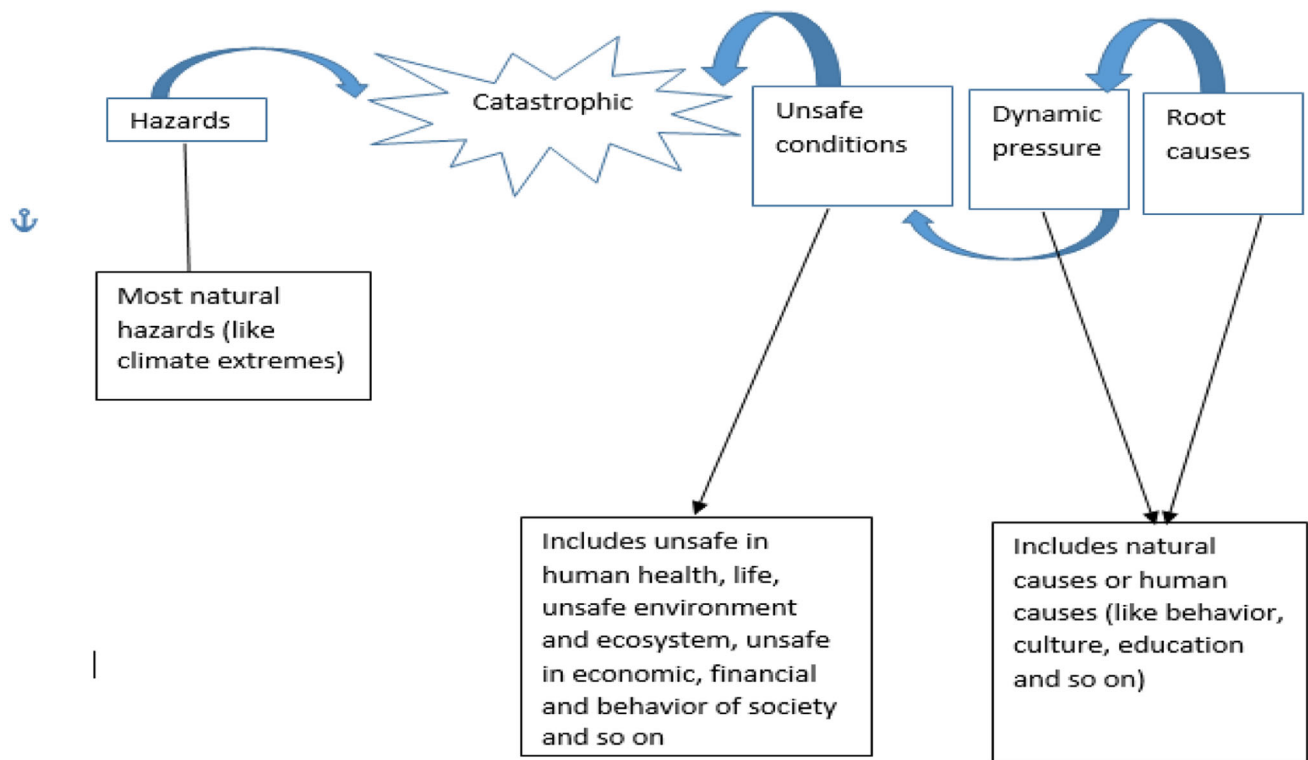 Hazards
Catastrophic
Unsafe
conditions
Dynamic
pressure
Root
causes
Most natural
hazards (like
climate extremes)
Includes unsafe in
human health, life,
unsafe environment
and ecosystem, unsafe
in economic, financial
and behavior of society
and so on
Includes natural
causes or human
causes (like behavior,
culture, education
and so on)